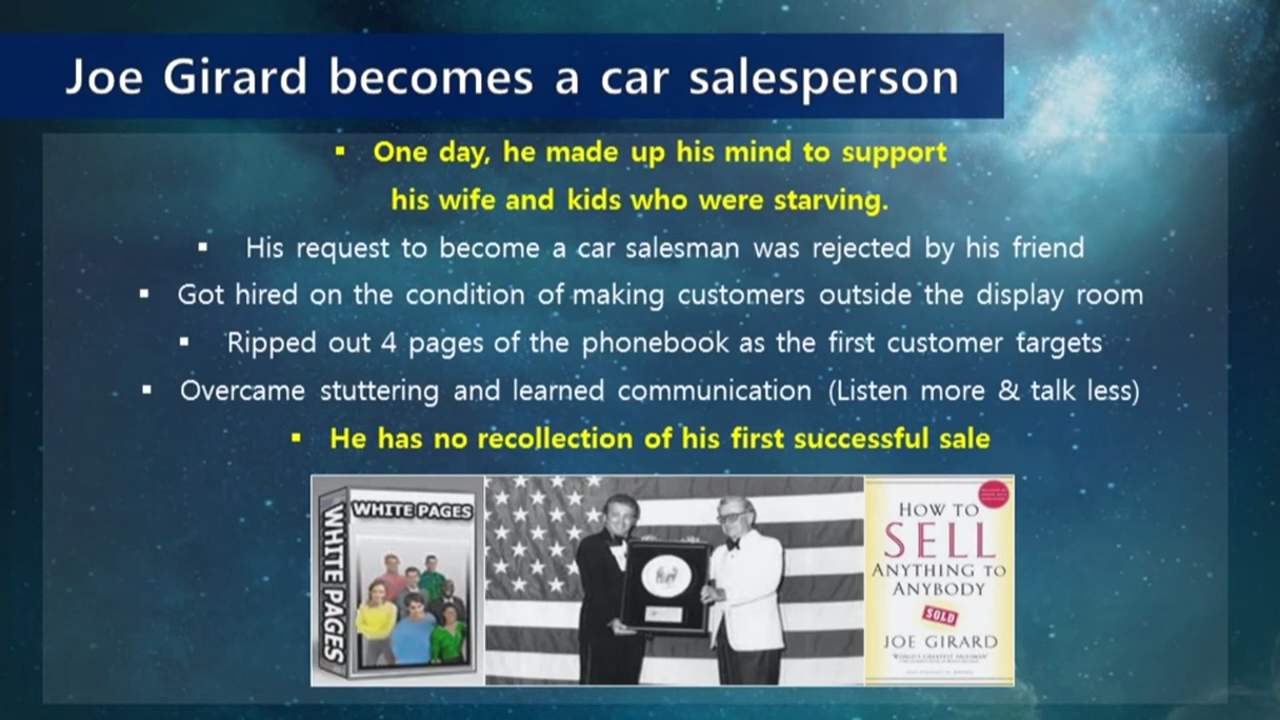 Joe Girard becomes a car salesperson
▪ One day, he made up his mind to support
his wife and kids who were starving.
▪ His request to become a car salesman was rejected by his friend
▪ Got hired on the condition of making customers outside the display room
▪ Ripped out 4 pages of the phonebook as the first customer targets
▪ Overcame stuttering and learned communication (Listen more & talk less)
▪ He has no recollection of his first successful sale
WHITE PAGES
WHITE PAGES
HOW TO
SELL
ANYTHING TO
ANYBODY
SOLD
JOE GIRARD
"WORLD'S GREATEST SALESMAN"